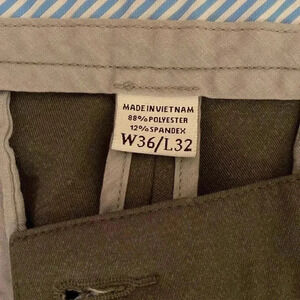 MADE IN VIETNAM
88% POLYESTER
12% SPANDEX
W36/L32